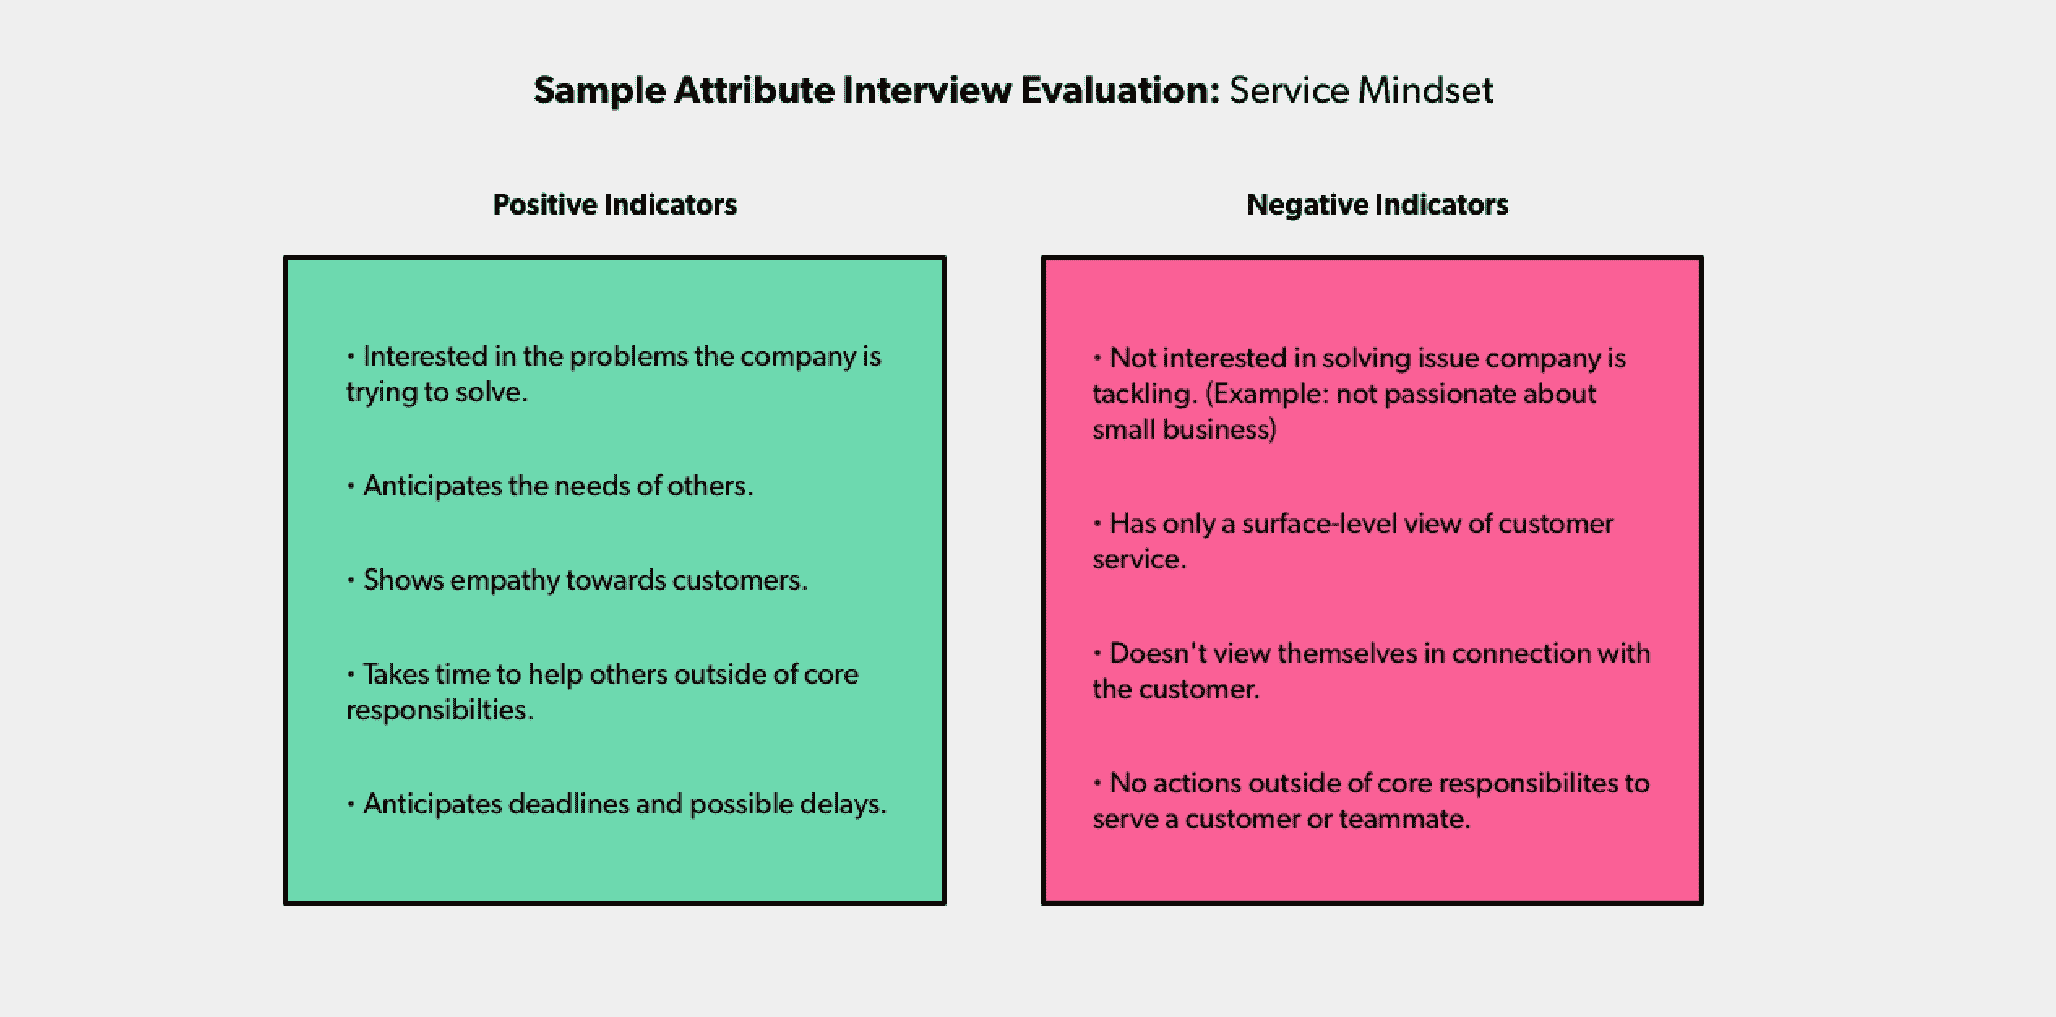 Sample Attribute Interview Evaluation: Service Mindset
Positive Indicators
• Interested in the problems the company is
trying to solve.
• Anticipates the needs of others.
• Shows empathy towards customers.
• Takes time to help others outside of core
responsibilties.
• Anticipates deadlines and possible delays.
Negative Indicators
• Not interested in solving issue company is
tackling. (Example: not passionate about
small business)
• Has only a surface-level view of customer
service.
• Doesn't view themselves in connection with
the customer.
• No actions outside of core responsibilites to
serve a customer or teammate.